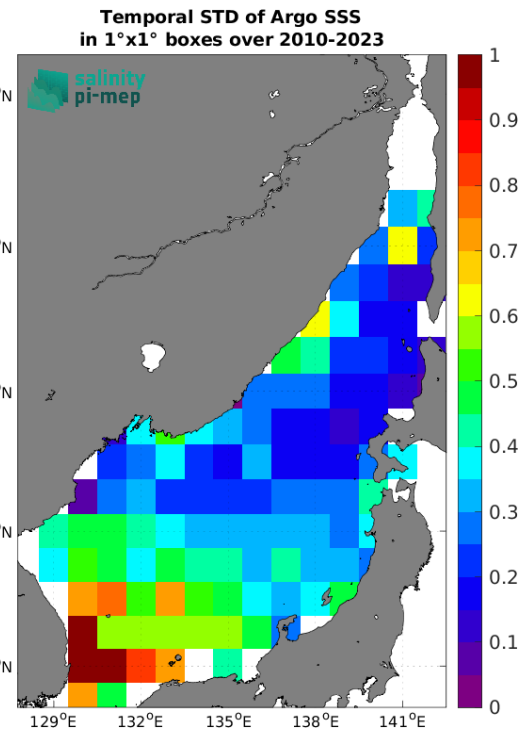 Temporal STD of Argo SSS
in 1°x1° boxes over 2010-2023
salinity
pi-mep
1
0.9
0.8
0.7
0.6
0.5
0.4
0.3
0.2
0.1
0
°N
°N
°N
°N
°N
129°E 132°E 135°E 138°E 141°E